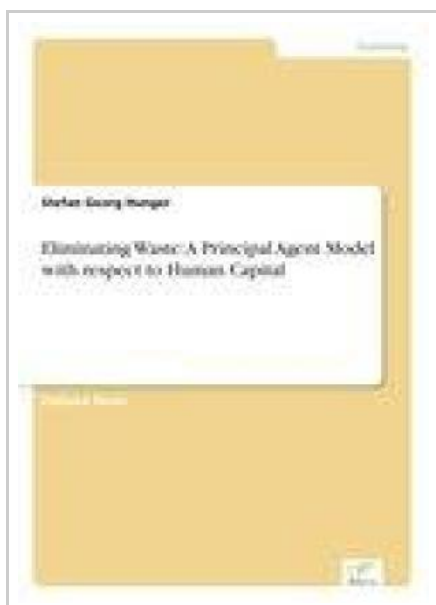 Stefan Georg Hunger
Eliminating Waste A Principal Agent Model
with respect to Human Capital